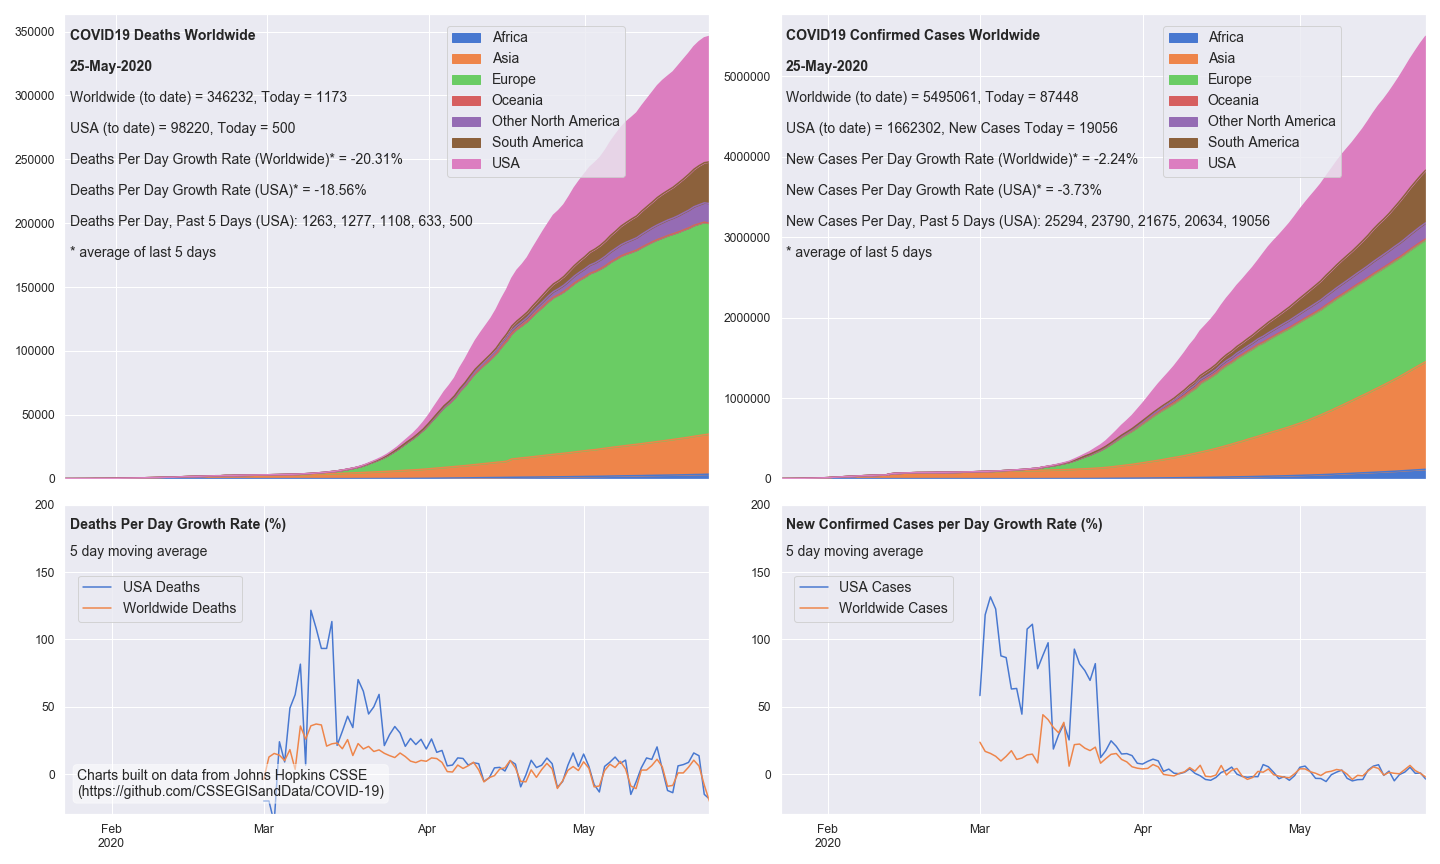 COVID19 Deaths Worldwide
25-May-2020
Worldwide (to date) = 346232, Today = 1173
USA (to date) = 98220, Today = 500
Deaths Per Day Growth Rate (Worldwide)* = -20.31%
Deaths Per Day Growth Rate (USA)* = -18.56%
Deaths Per Day, Past 5 Days (USA): 1263, 1277, 1108, 633, 500
* average of last 5 days
Africa
Asia
Europe
Oceania
Other North America
South America
USA
350000
300000
250000
200000
150000
100000
50000
0
COVID19 Confirmed Cases Worldwide
25-May-2020
Worldwide (to date) = 5495061, Today = 87448
USA (to date) = 1662302, New Cases Today = 19056
New Cases Per Day Growth Rate (Worldwide)* = -2.24%
New Cases Per Day Growth Rate (USA)* = -3.73%
New Cases Per Day, Past 5 Days (USA): 25294, 23790, 21675, 20634, 19056
* average of last 5 days
Africa
Asia
Europe
Oceania
Other North America
South America
USA
5000000
4000000
3000000
2000000
1000000
0
Deaths Per Day Growth Rate (%)
5 day moving average
USA Deaths
Worldwide Deaths
200
150
100
50
0
Charts built on data from Johns Hopkins CSSE
(https://github.com/CSSEGISandData/COVID-19)
Feb Mar Apr May
2020
New Confirmed Cases per Day Growth Rate (%)
5 day moving average
USA Cases
Worldwide Cases
200
150
100
50
0
Feb Mar Apr May
2020